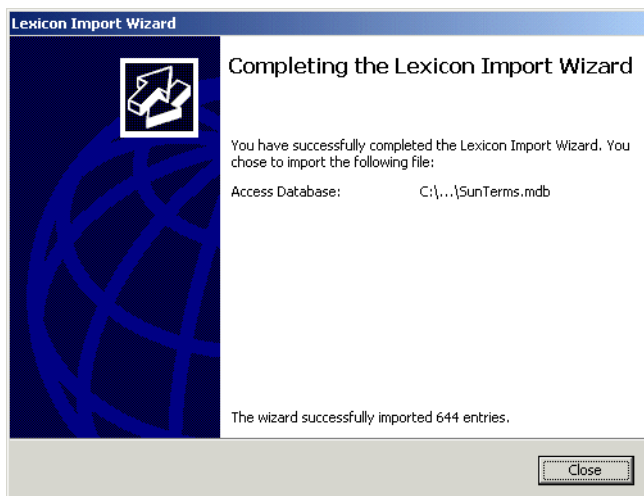 Lexicon Import Wizard
Completing the Lexicon Import Wizard
You have successfully completed the Lexicon Import Wizard. You
chose to import the following file:
Access Database: C:\...\SunTerms.mdb
The wizard successfully imported 644 entries.
Close